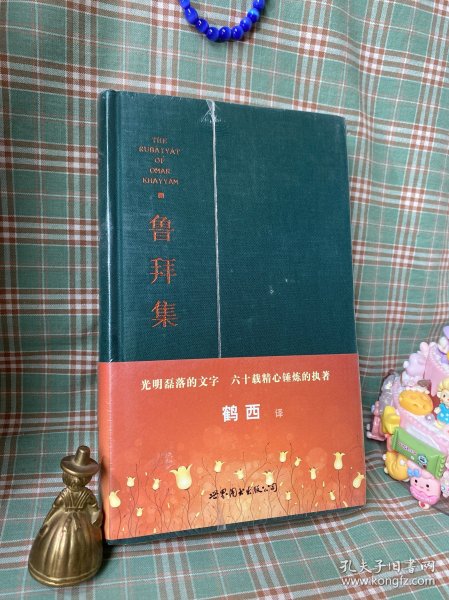 THE
RUBAIYAT
OF
OMAR
KHAYYAM
鲁拜集
光明磊落的文字 六十载精心锤炼的执著
鹤西 译
世界图书出版公司
孔夫子旧书网
www.kongfz.com